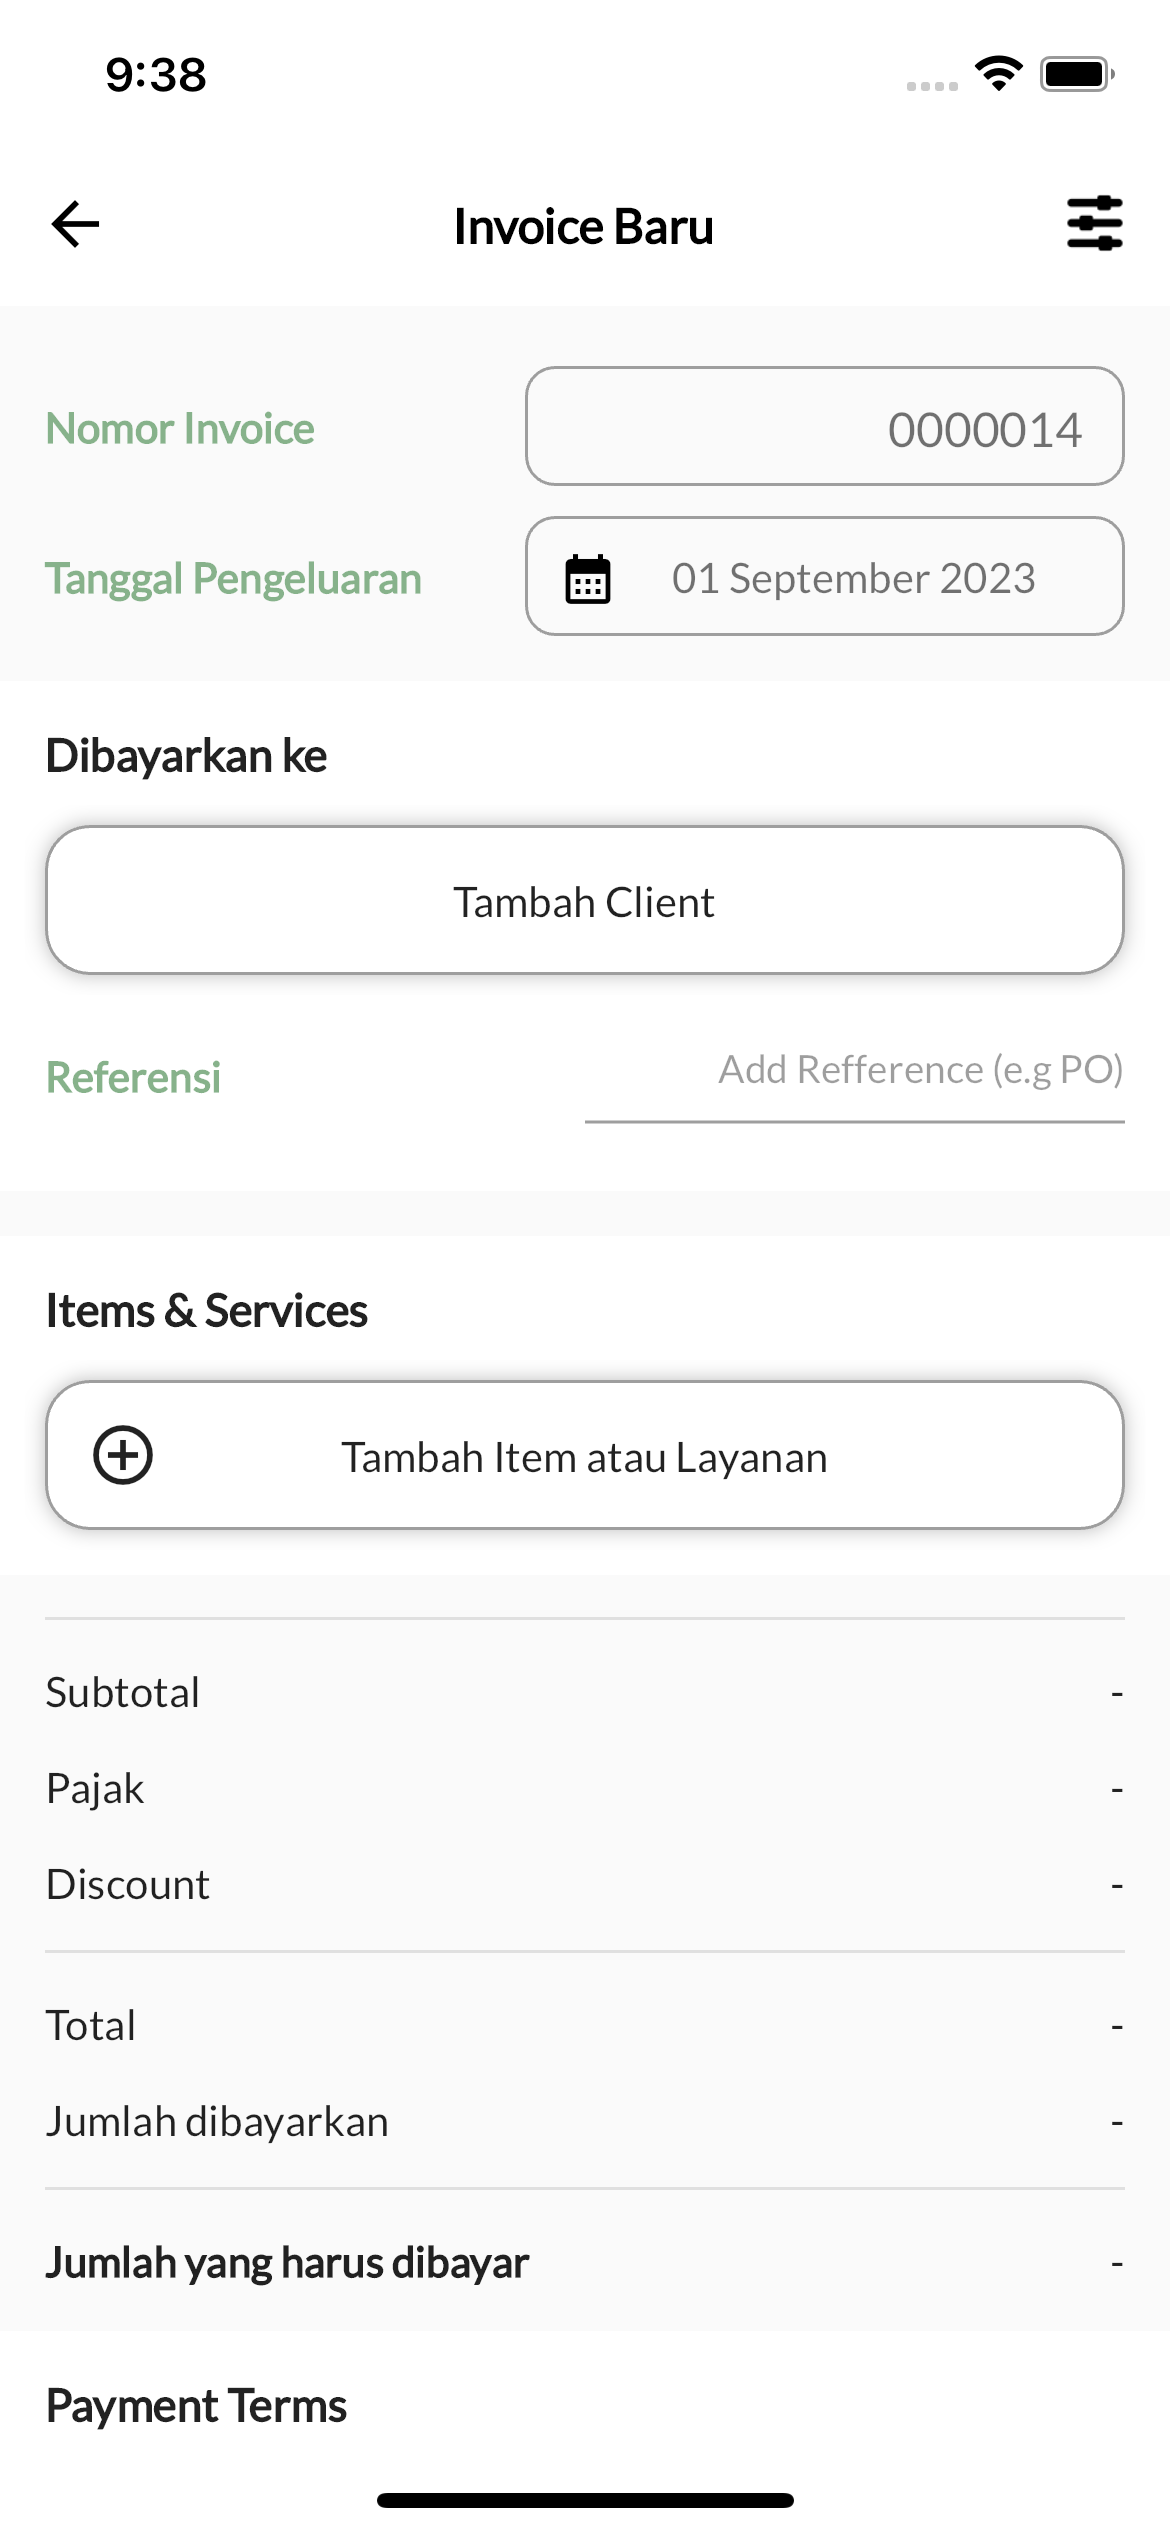 9:38
Invoice Baru
Nomor Invoice 0000014
Tanggal Pengeluaran 01 September 2023
Dibayarkan ke
Tambah Client
Referensi Add Refference (e.g PO)
Items & Services
Tambah Item atau Layanan
Subtotal -
Pajak -
Discount -
Total -
Jumlah dibayarkan -
Jumlah yang harus dibayar -
Payment Terms